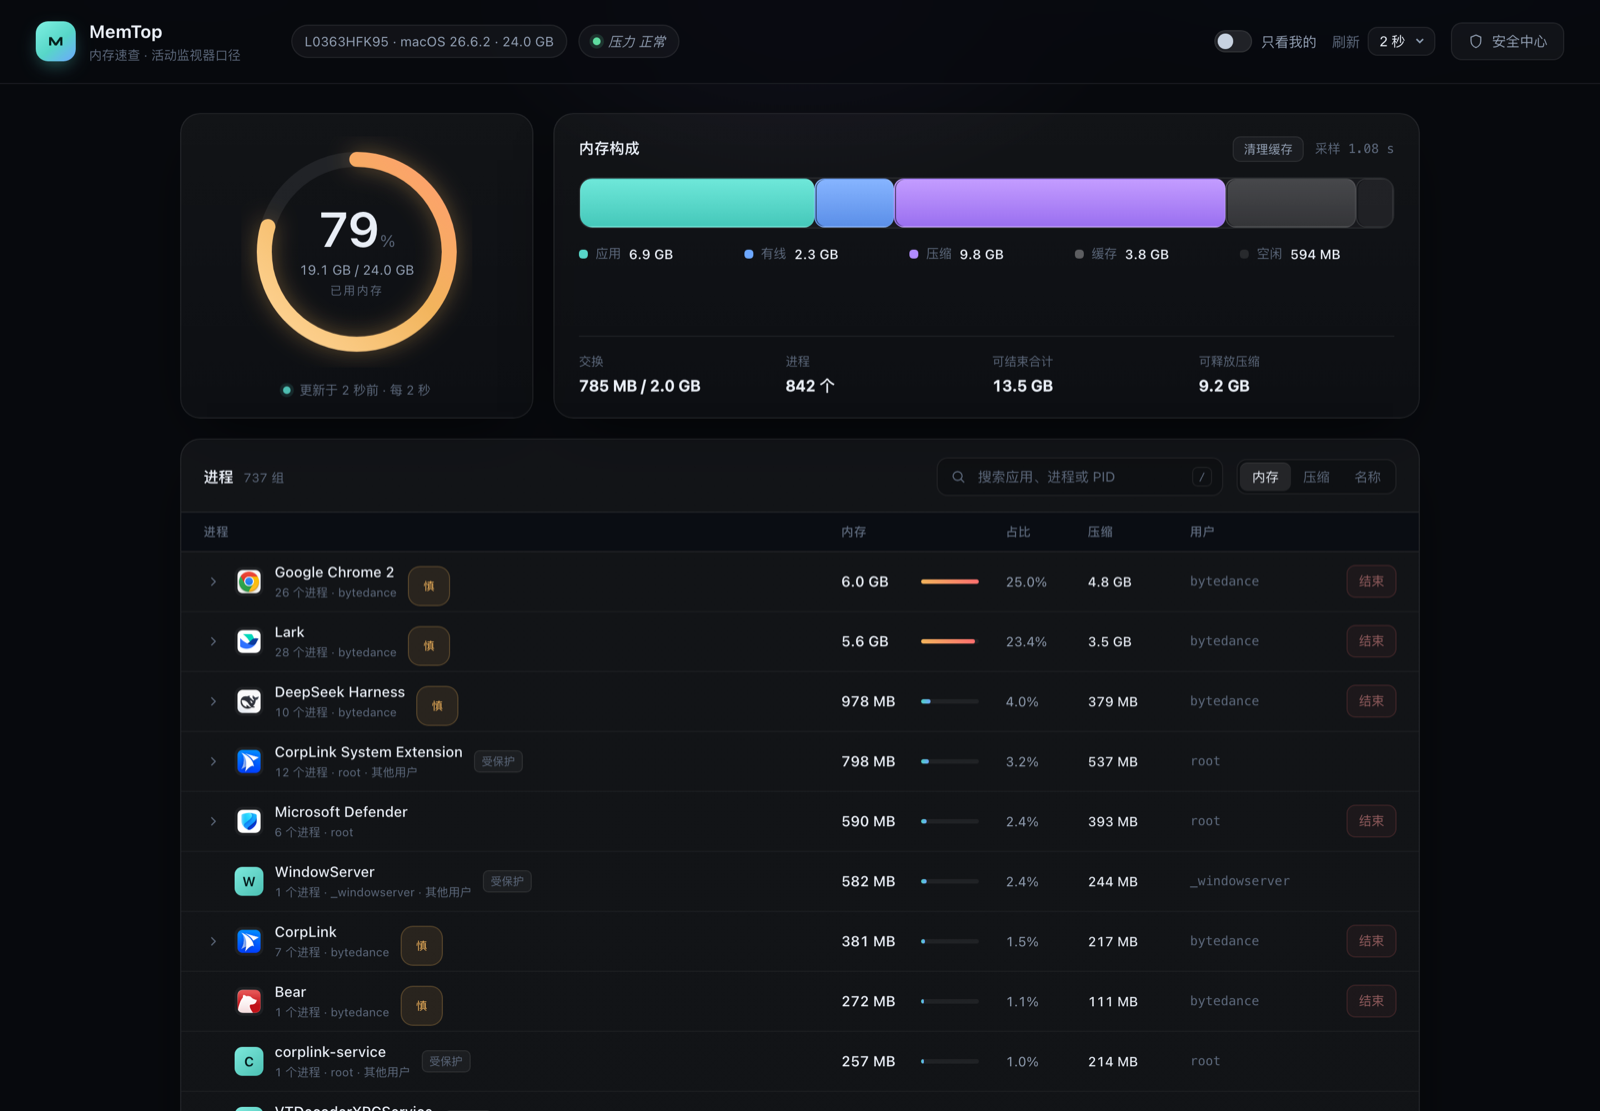 M
MemTop
内存速查 · 活动监视器口径
L0363HFK95 · macOS 26.6.2 · 24.0 GB
压力 正常
只看我的
刷新
2 秒
安全中心
79%
19.1 GB / 24.0 GB
已用内存
更新于 2 秒前 · 每 2 秒
内存构成
清理缓存
采样 1.08 s
应用 6.9 GB
有线 2.3 GB
压缩 9.8 GB
缓存 3.8 GB
空闲 594 MB
交换
785 MB / 2.0 GB
进程
842 个
可结束合计
13.5 GB
可释放压缩
9.2 GB
进程 737 组
搜索应用、进程或 PID
/
内存 压缩 名称
进程 内存 占比 压缩 用户
Google Chrome 2
26 个进程 · bytedance
慎
6.0 GB 25.0% 4.8 GB bytedance 结束
Lark
28 个进程 · bytedance
慎
5.6 GB 23.4% 3.5 GB bytedance 结束
DeepSeek Harness
10 个进程 · bytedance
慎
978 MB 4.0% 379 MB bytedance 结束
CorpLink System Extension
12 个进程 · root · 其他用户
受保护
798 MB 3.2% 537 MB root
Microsoft Defender
6 个进程 · root
590 MB 2.4% 393 MB root 结束
W
WindowServer
1 个进程 · _windowserver · 其他用户
受保护
582 MB 2.4% 244 MB _windowserver
CorpLink
7 个进程 · bytedance
慎
381 MB 1.5% 217 MB bytedance 结束
Bear
1 个进程 · bytedance
慎
272 MB 1.1% 111 MB bytedance 结束
C
corplink-service
1 个进程 · root · 其他用户
受保护
257 MB 1.0% 214 MB root
VTDecoderXPCService